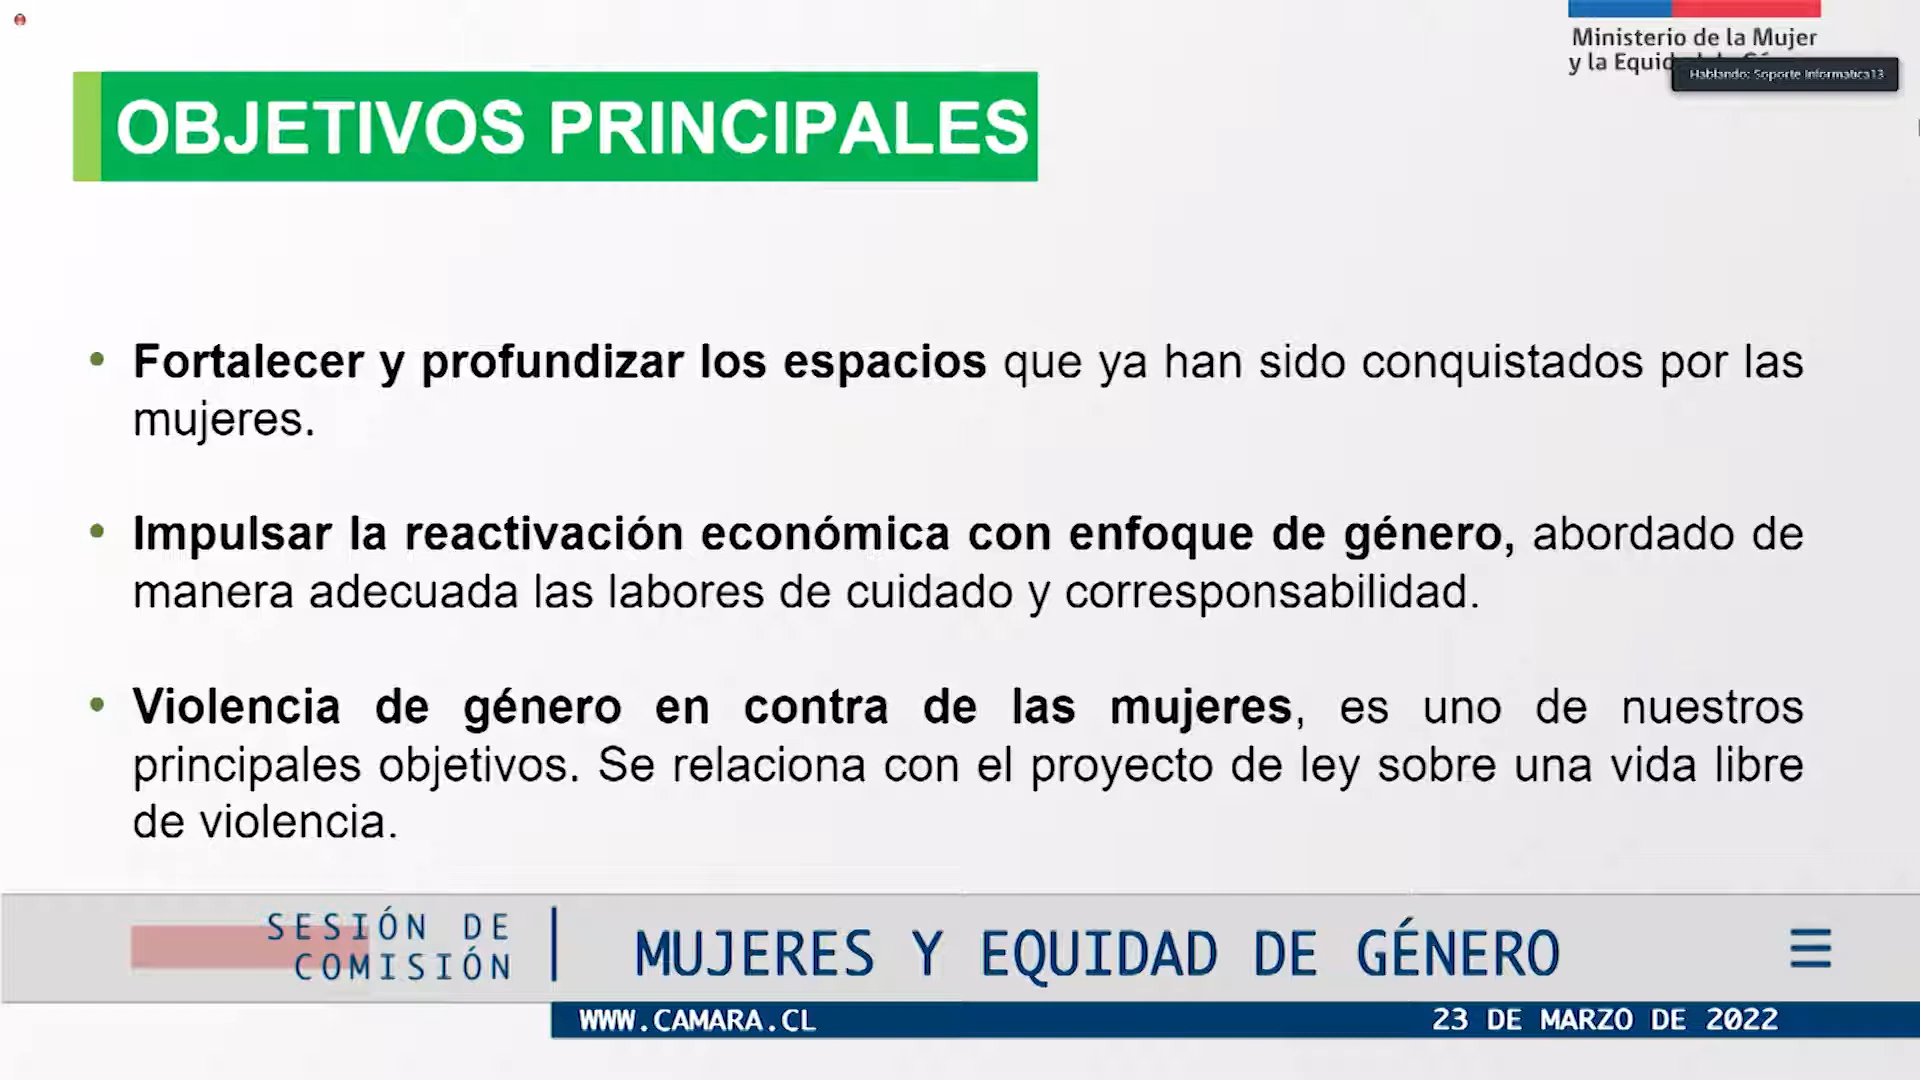 Ministerio de la Mujer
y la Equid
Hablando: Soporte Informatica13
OBJETIVOS PRINCIPALES
• Fortalecer y profundizar los espacios que ya han sido conquistados por las
mujeres.
• Impulsar la reactivación económica con enfoque de género, abordado de
manera adecuada las labores de cuidado y corresponsabilidad.
• Violencia de género en contra de las mujeres, es uno de nuestros
principales objetivos. Se relaciona con el proyecto de ley sobre una vida libre
de violencia.
SESIÓN DE
COMISIÓN
MUJERES Y EQUIDAD DE GÉNERO
WWW.CAMARA.CL
23 DE MARZO DE 2022